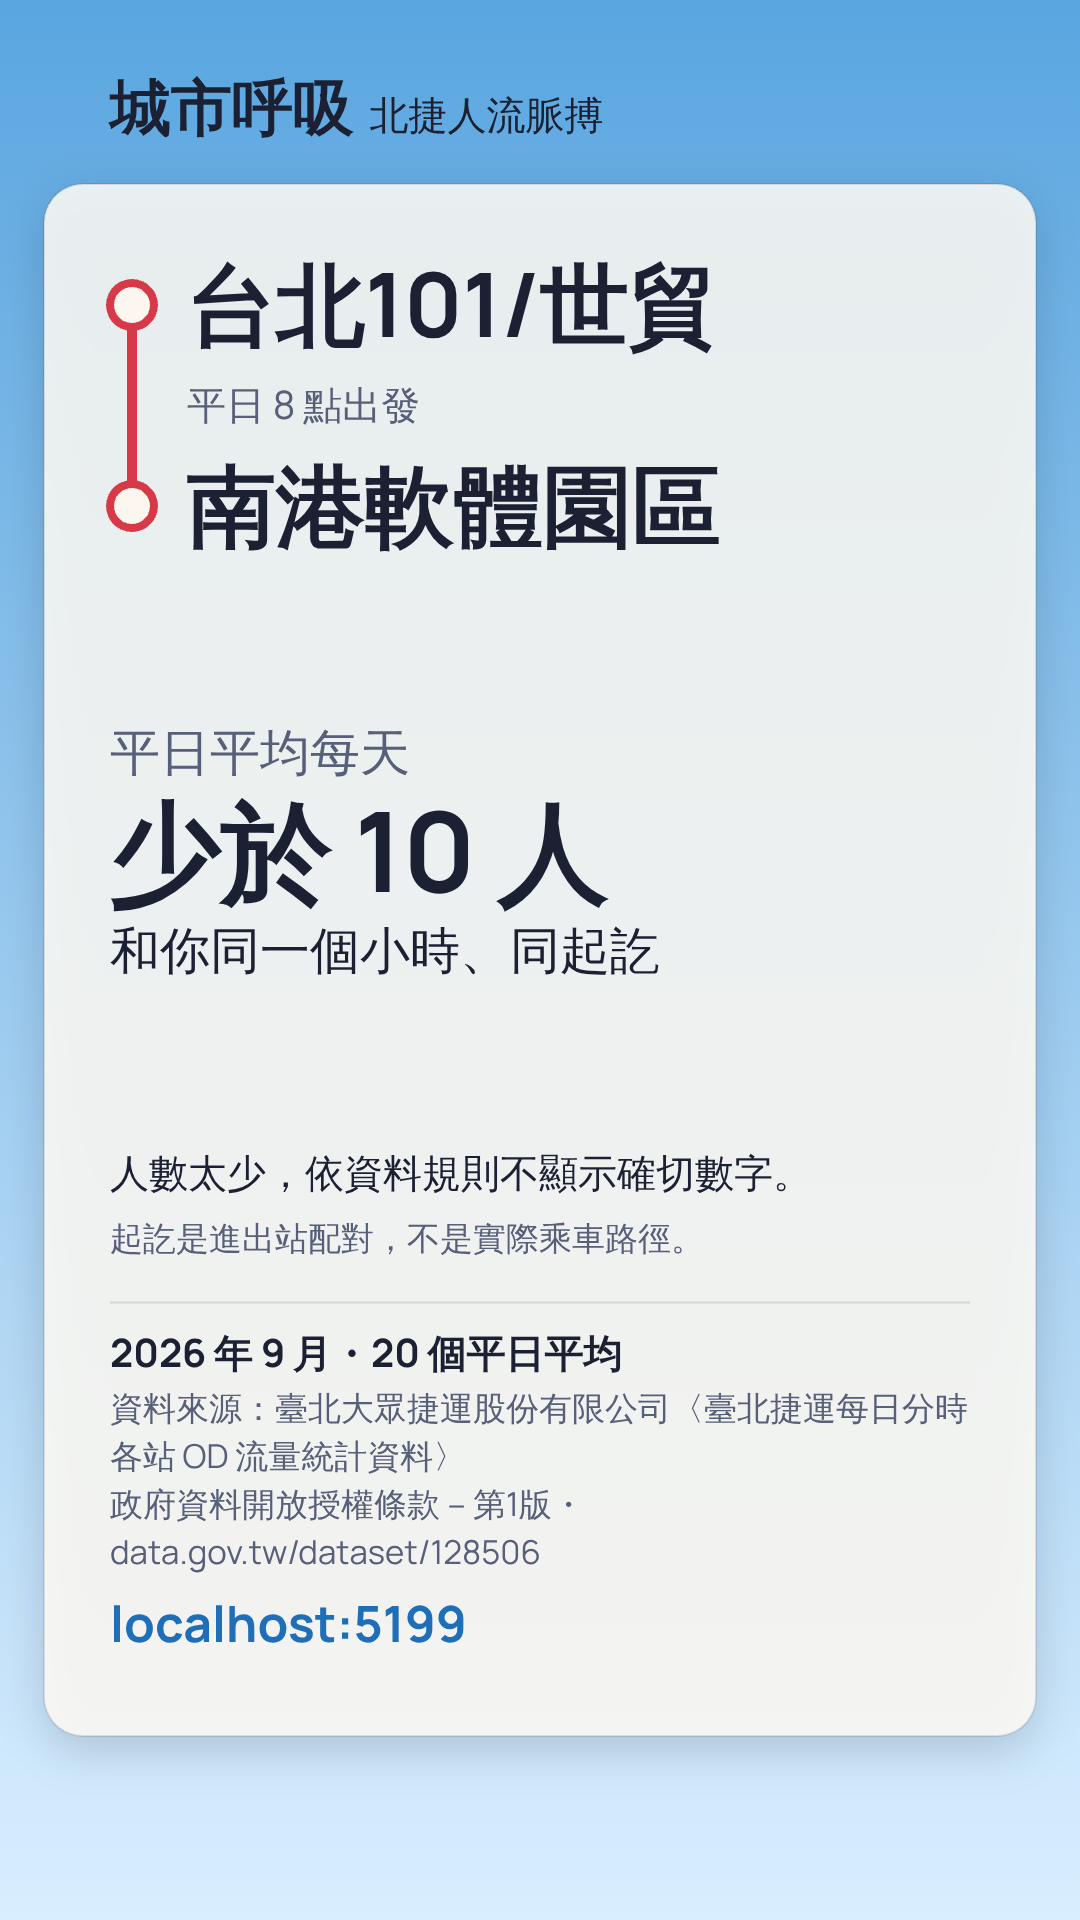 城市呼吸 北捷人流脈搏
台北101/世貿
平日 8 點出發
南港軟體園區
平日平均每天
少於 10 人
和你同一個小時、同起訖
人數太少，依資料規則不顯示確切數字。
起訖是進出站配對，不是實際乘車路徑。
2026 年 9 月・20 個平日平均
資料來源：臺北大眾捷運股份有限公司〈臺北捷運每日分時
各站 OD 流量統計資料〉
政府資料開放授權條款 – 第1版・
data.gov.tw/dataset/128506
localhost:5199